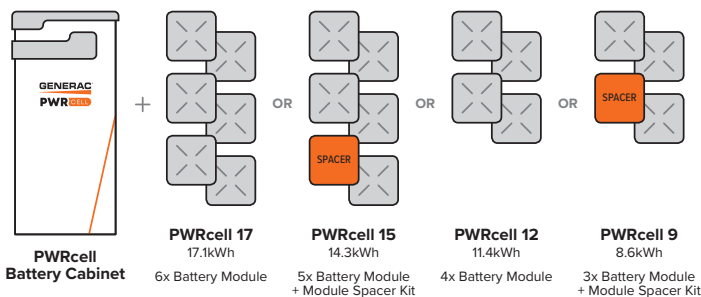 GENERAC
PWRCELL
+
OR
SPACER
OR
OR
SPACER
PWRcell
Battery Cabinet
PWRcell 17
17.1kWh
6x Battery Module
PWRcell 15
14.3kWh
5x Battery Module
+ Module Spacer Kit
PWRcell 12
11.4kWh
4x Battery Module
PWRcell 9
8.6kWh
3x Battery Module
+ Module Spacer Kit